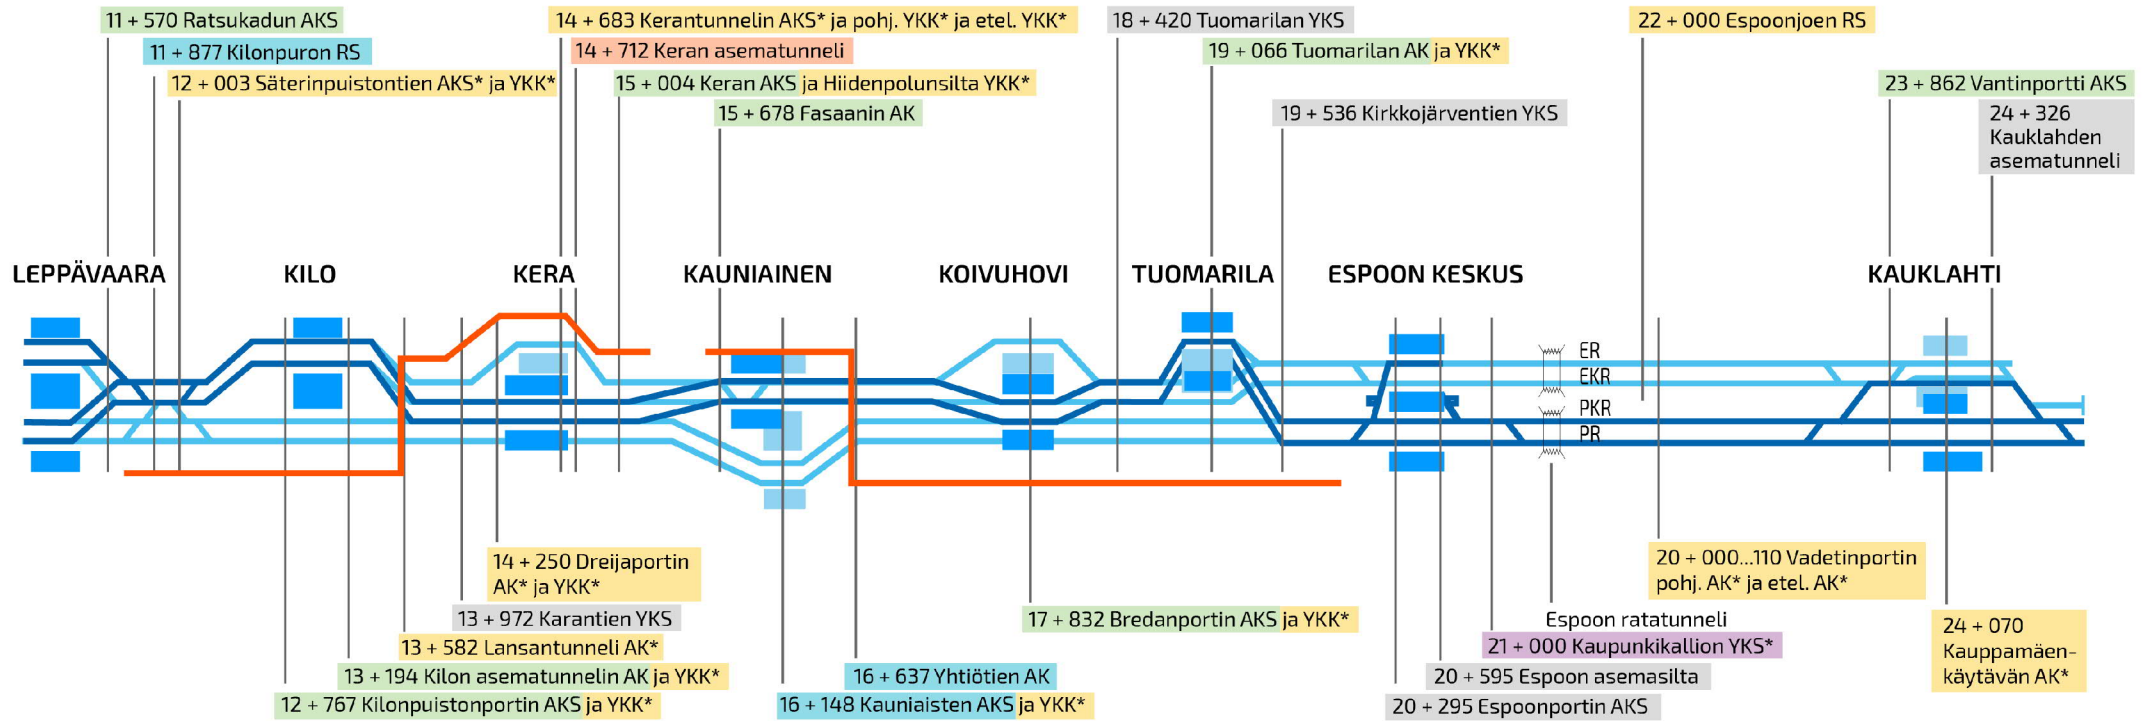 11 + 570 Ratsukadun AKS
11 + 877 Kilonpuron RS
12 + 003 Säterinpuistontien AKS* ja YKK*
14 + 683 Kerantunnelin AKS* ja pohj. YKK* ja etel. YKK*
14 + 712 Keran asematunneli
15 + 004 Keran AKS ja Hiidenpolunsilta YKK*
15 + 678 Fasaanin AK
18 + 420 Tuomarilan YKS
19 + 066 Tuomarilan AK ja YKK*
19 + 536 Kirkkojärventien YKS
22 + 000 Espoonjoen RS
23 + 862 Vantinportti AKS
24 + 326
Kauklahden
asematunneli
LEPPÄVAARA
KILO
KERA
KAUNIAINEN
KOIVUHOVI
TUOMARILA
ESPOON KESKUS
KAUKLAHTI
ER
EKR
PKR
PR
14 + 250 Dreijaportin
AK* ja YKK*
13 + 972 Karantien YKS
13 + 582 Lansantunneli AK*
13 + 194 Kilon asematunnelin AK ja YKK*
12 + 767 Kilonpuistonportin AKS ja YKK*
17 + 832 Bredanportin AKS ja YKK*
16 + 637 Yhtiötien AK
16 + 148 Kauniaisten AKS ja YKK*
20 + 000...110 Vadetinportin
pohj. AK* ja etel. AK*
Espoon ratatunneli
21 + 000 Kaupunkikallion YKS*
20 + 595 Espoon asemasilta
20 + 295 Espoonportin AKS
24 + 070
Kauppamäen-
käytävän AK*